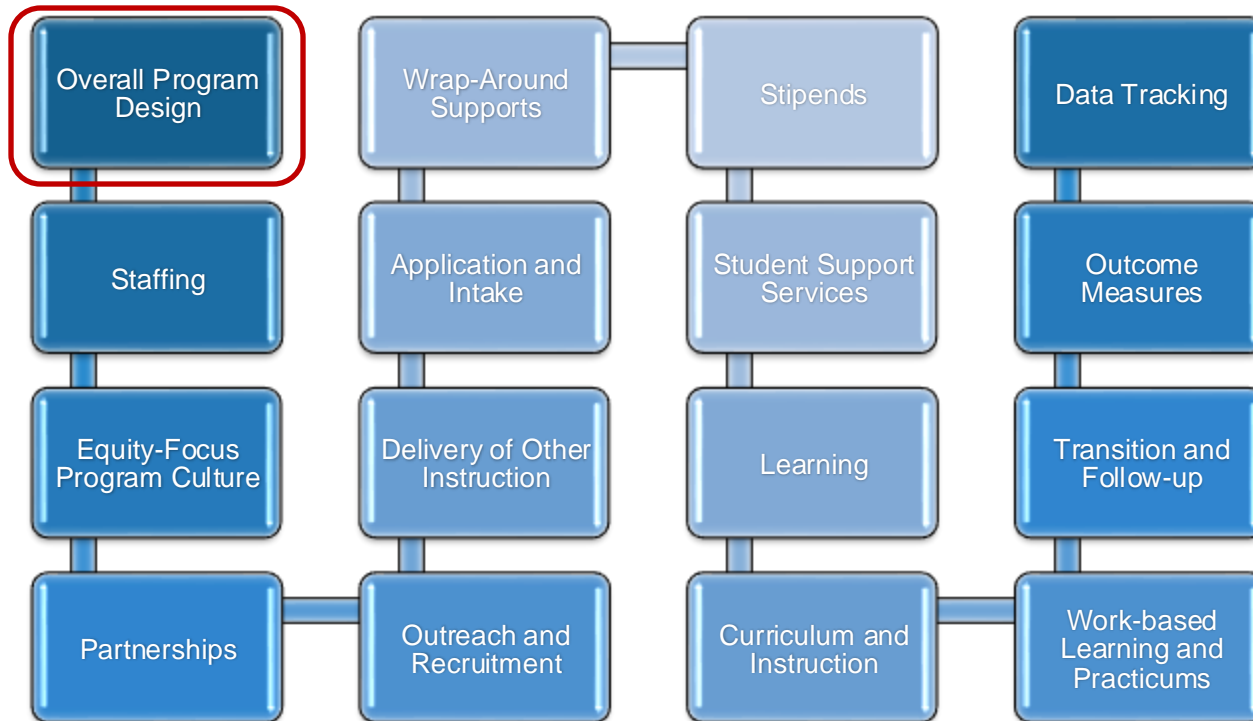 Overall Program
Design
Staffing
Equity-Focus
Program Culture
Partnerships
Outreach and
Recruitment
Delivery of Other
Instruction
Application and
Intake
Wrap-Around
Supports
Stipends
Student Support
Services
Learning
Curriculum and
Instruction
Work-based
Learning and
Practicums
Transition and
Follow-up
Outcome
Measures
Data Tracking